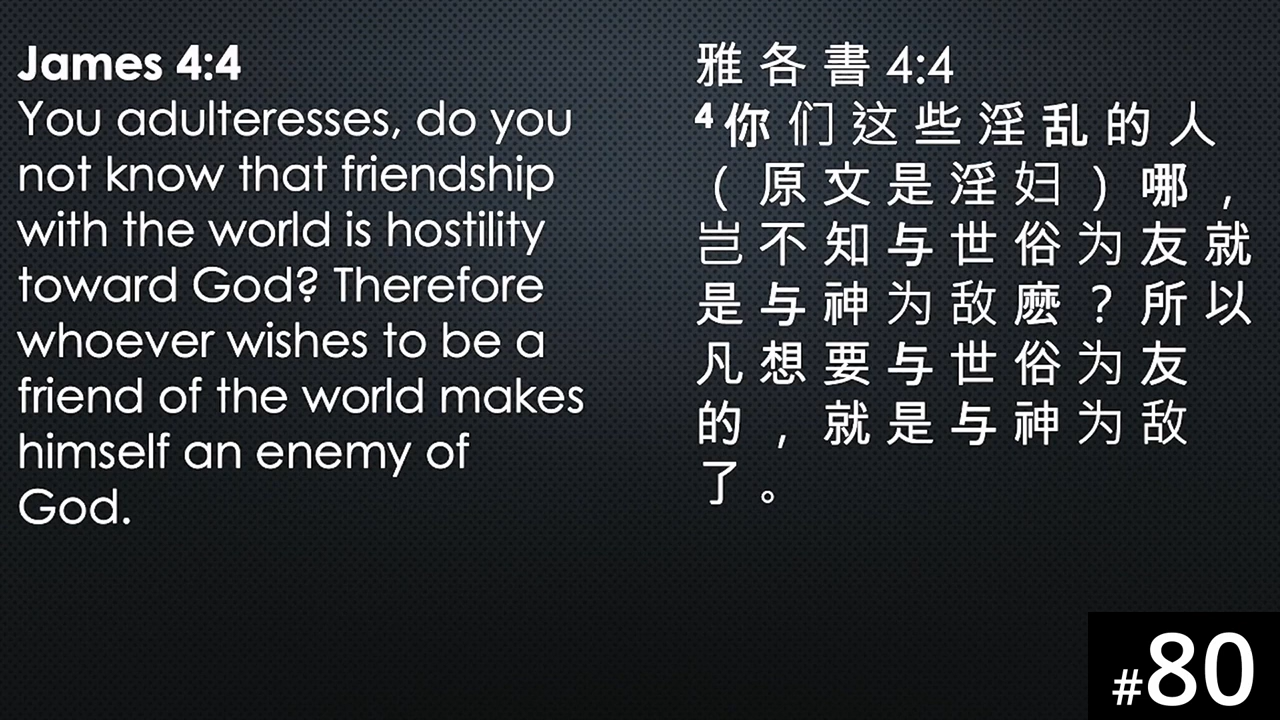 James 4:4
You adulteresses, do you
not know that friendship
with the world is hostility
toward God? Therefore
whoever wishes to be a
friend of the world makes
himself an enemy of
God.
雅各書 4:4
4 你们这些淫乱的人
（原文是淫妇）哪，
岂不知与世俗为友就
是与神为敌麽？所以
凡想要与世俗为友
的，就是与神为敌
了。
#80